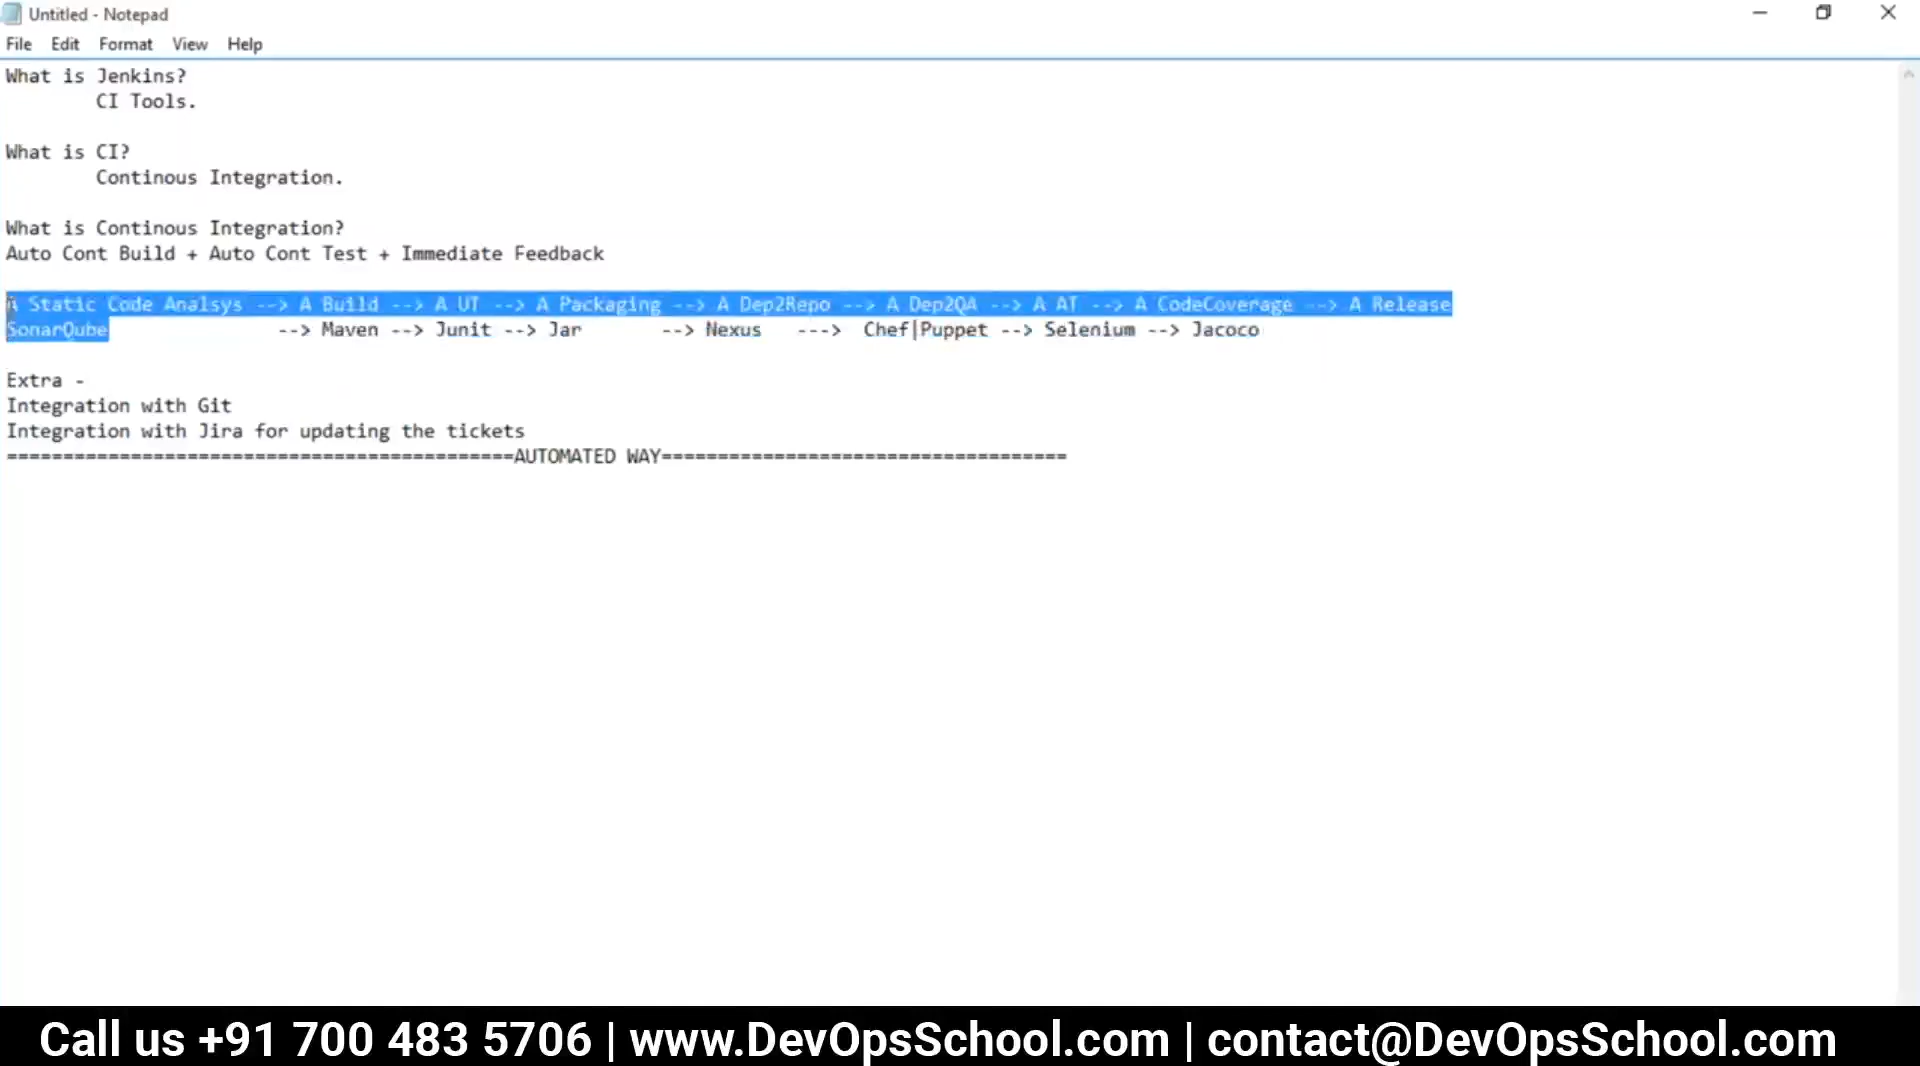 Untitled - Notepad
File Edit Format View Help
What is Jenkins?
CI Tools.
What is CI?
Continous Integration.
What is Continous Integration?
Auto Cont Build + Auto Cont Test + Immediate Feedback
A Static Code Analsys --> A Build --> A UT --> A Packaging --> A Dep2Repo --> A Dep2QA --> A AT --> A CodeCoverage --> A Release
SonarQube --> Maven --> Junit --> Jar --> Nexus ---> Chef|Puppet --> Selenium --> Jacoco
Extra -
Integration with Git
Integration with Jira for updating the tickets
=============================================AUTOMATED WAY====================================
Call us +91 700 483 5706 | www.DevOpsSchool.com | contact@DevOpsSchool.com